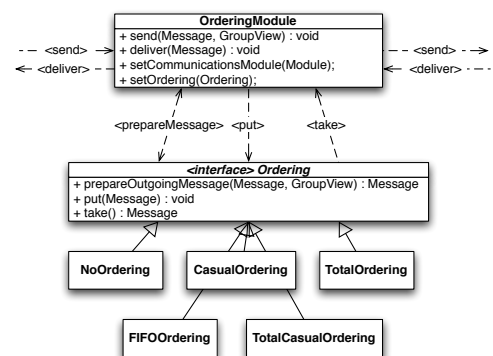 OrderingModule
+ send(Message, GroupView) : void
+ deliver(Message) : void
+ setCommunicationsModule(Module);
+ setOrdering(Ordering);
<send>
<deliver>
<send>
<deliver>
<prepareMessage>
<put>
<take>
<interface> Ordering
+ prepareOutgoingMessage(Message, GroupView) : Message
+ put(Message) : void
+ take() : Message
NoOrdering
CasualOrdering
TotalOrdering
FIFOOrdering
TotalCasualOrdering